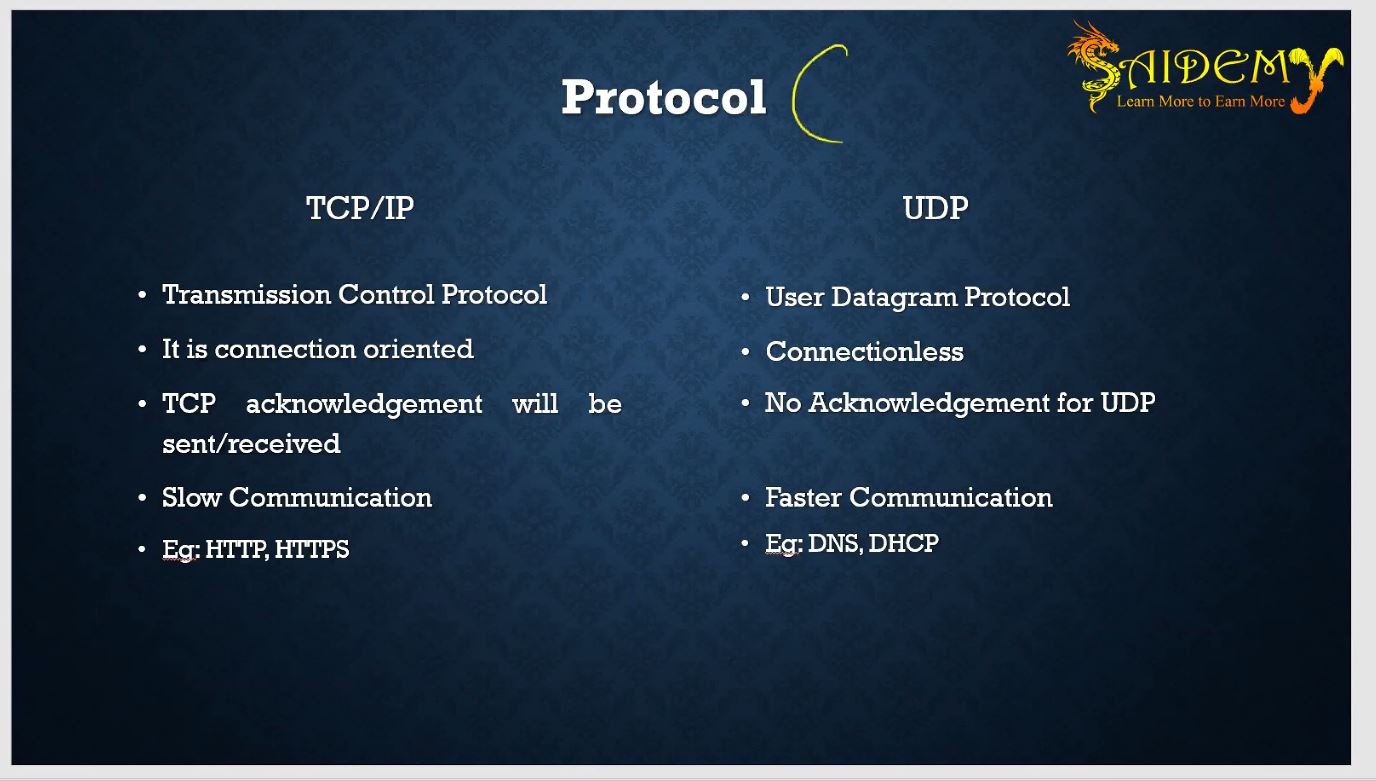 Protocol
SAIDEMY
Learn More to Earn More
TCP/IP
• Transmission Control Protocol
• It is connection oriented
• TCP acknowledgement will be
sent/received
• Slow Communication
• Eg: HTTP, HTTPS
UDP
• User Datagram Protocol
• Connectionless
• No Acknowledgement for UDP
• Faster Communication
• Eg: DNS, DHCP